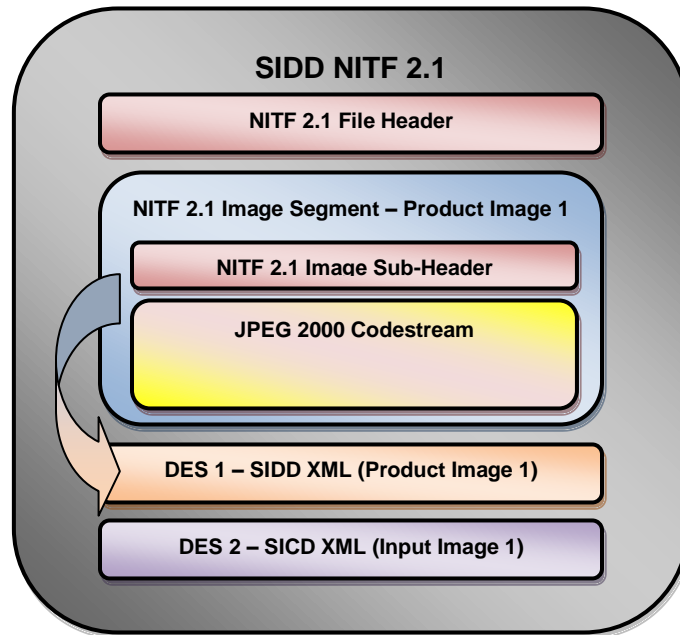 SIDD NITF 2.1
NITF 2.1 File Header
NITF 2.1 Image Segment – Product Image 1
NITF 2.1 Image Sub-Header
JPEG 2000 Codestream
DES 1 – SIDD XML (Product Image 1)
DES 2 – SICD XML (Input Image 1)